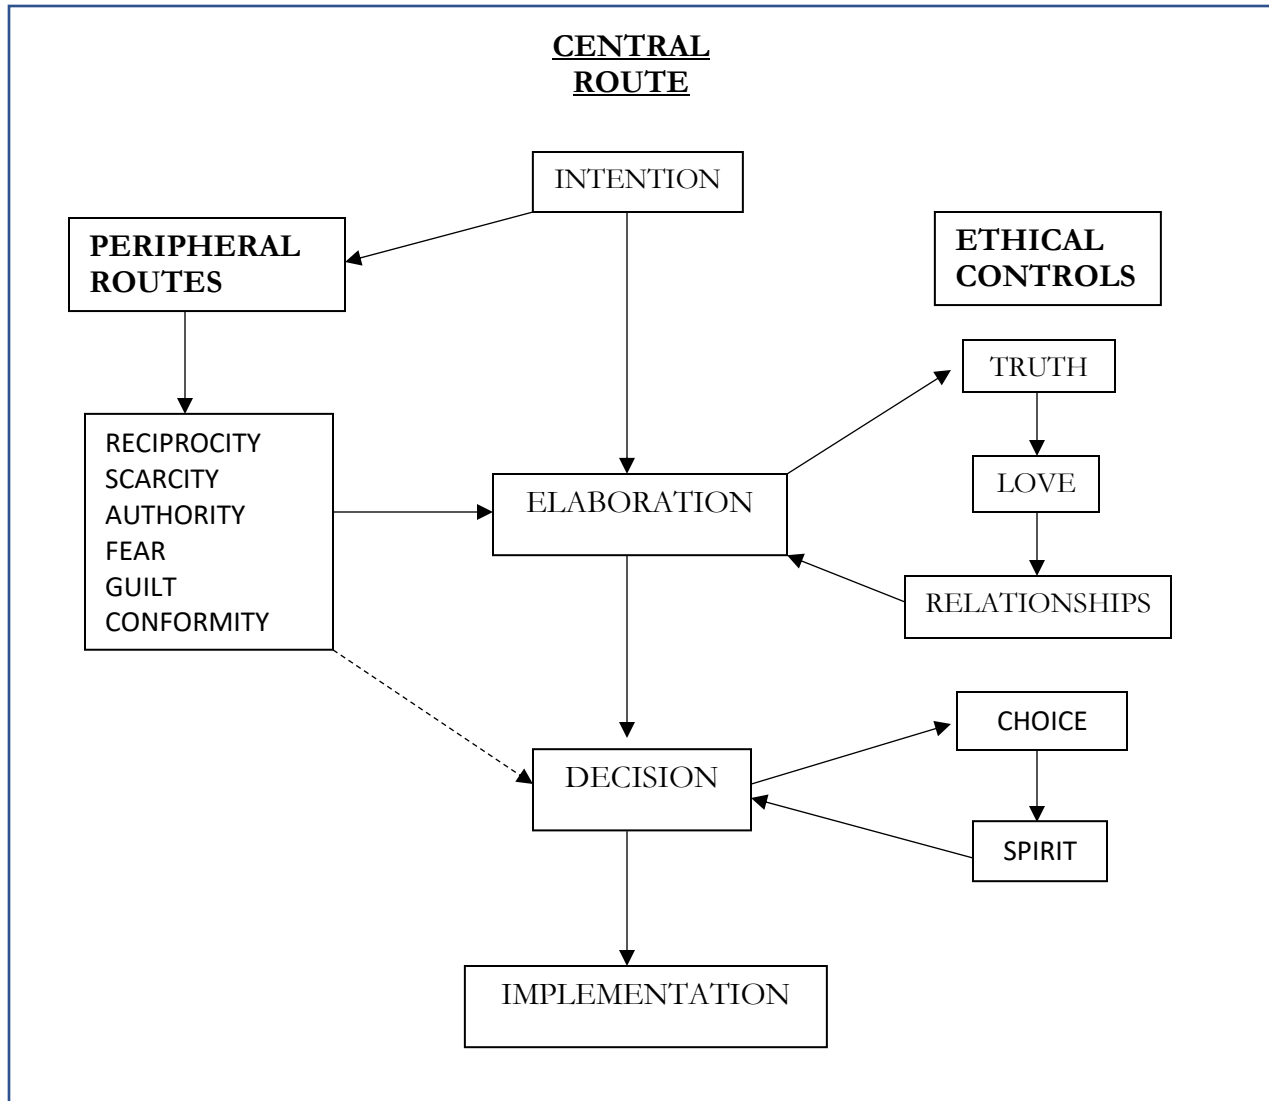 CENTRAL
ROUTE
INTENTION
PERIPHERAL
ROUTES
ETHICAL
CONTROLS
TRUTH
RECIPROCITY
SCARCITY
AUTHORITY
FEAR
GUILT
CONFORMITY
ELABORATION
LOVE
RELATIONSHIPS
CHOICE
DECISION
SPIRIT
IMPLEMENTATION